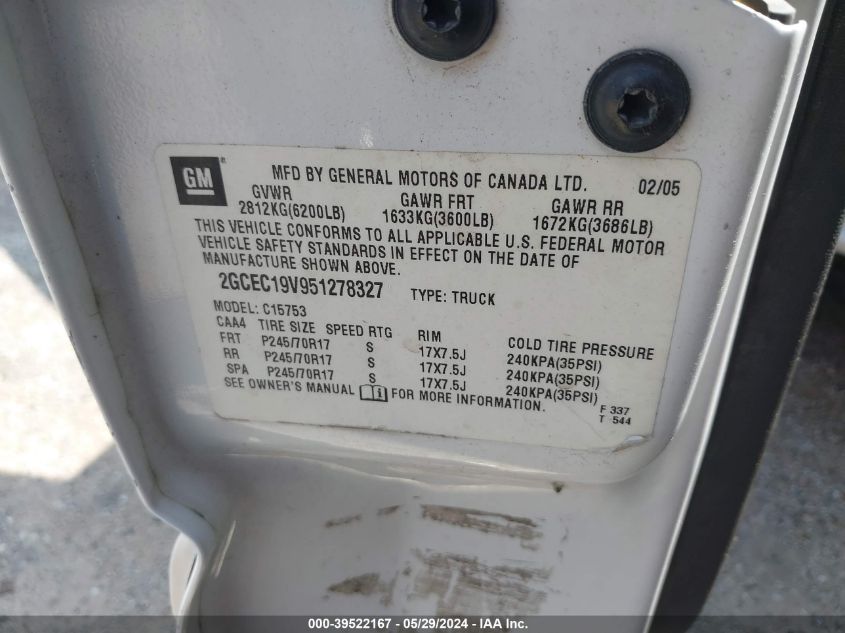 GM
MFD BY GENERAL MOTORS OF CANADA LTD. 02/05
GVWR GAWR FRT GAWR RR
2812KG(6200LB) 1633KG(3600LB) 1672KG(3686LB)
THIS VEHICLE CONFORMS TO ALL APPLICABLE U.S. FEDERAL MOTOR
VEHICLE SAFETY STANDARDS IN EFFECT ON THE DATE OF
MANUFACTURE SHOWN ABOVE.
2GCEC19V951278327 TYPE: TRUCK
MODEL: C15753
CAA4 TIRE SIZE SPEED RTG RIM COLD TIRE PRESSURE
FRT P245/70R17 S 17X7.5J 240KPA(35PSI)
RR P245/70R17 S 17X7.5J 240KPA(35PSI)
SPA P245/70R17 S 17X7.5J 240KPA(35PSI)
SEE OWNER'S MANUAL FOR MORE INFORMATION.
F 337
T 544
000-39522167 - 05/29/2024 - IAA Inc.